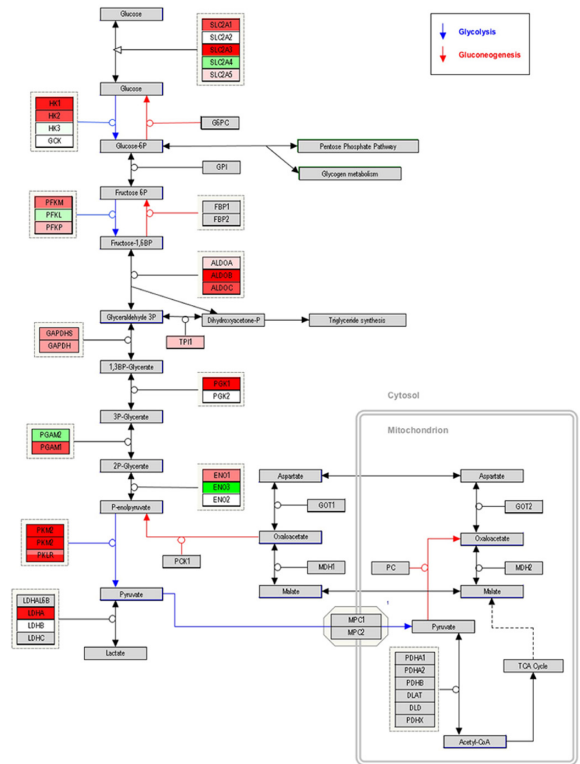 Glucose
SLC2A1
SLC2A2
SLC2A3
SLC2A4
SLC2A5
Glycolysis
Gluconeogenesis
Glucose
HK1
HK2
HK3
GCK
G6PC
Glucose-6P
Pentose Phosphate Pathway
GPI
Glycogen metabolism
Fructose 6P
PFKM
PFKL
PFKP
FBP1
FBP2
Fructose-1,6BP
ALDOA
ALDOB
ALDOC
Glyceraldehyde 3P
Dihydroxyacetone-P
Triglyceride synthesis
GAPDHS
GAPDH
TPI1
1,3BP-Glycerate
PGK1
PGK2
Cytosol
3P-Glycerate
Mitochondrion
PGAM2
PGAM1
2P-Glycerate
ENO1
ENO3
ENO2
Aspartate
Aspartate
P-enolpyruvate
GOT1
GOT2
PKM2
PKM2
PKLR
Oxaloacetate
Oxaloacetate
PCK1
MDH1
PC
MDH2
Pyruvate
Malate
Malate
LDHAL6B
LDHA
LDHB
LDHC
MPC1
MPC2
Pyruvate
Lactate
PDHA1
PDHA2
PDHB
DLAT
DLD
PDHX
TCA Cycle
Acetyl-CoA